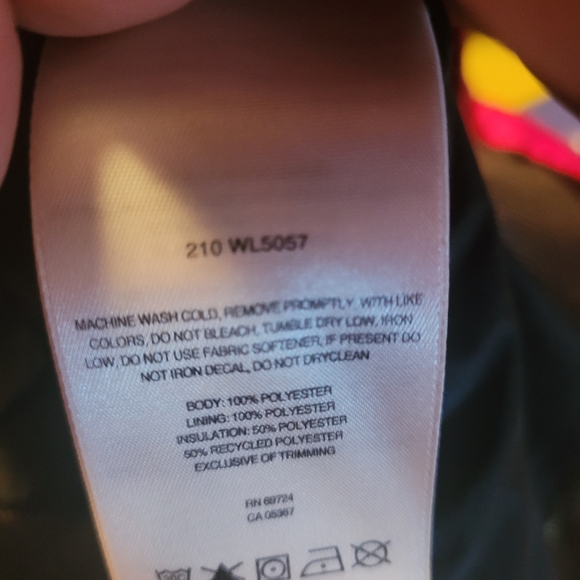 210 WL5057
MACHINE WASH COLD, REMOVE PROMPTLY. WITH LIKE
COLORS, DO NOT BLEACH, TUMBLE DRY LOW, IRON
LOW, DO NOT USE FABRIC SOFTENER, IF PRESENT DO
NOT IRON DECAL, DO NOT DRYCLEAN
BODY: 100% POLYESTER
LINING: 100% POLYESTER
INSULATION: 50% POLYESTER
50% RECYCLED POLYESTER
EXCLUSIVE OF TRIMMING
RN 69724
CA 05367